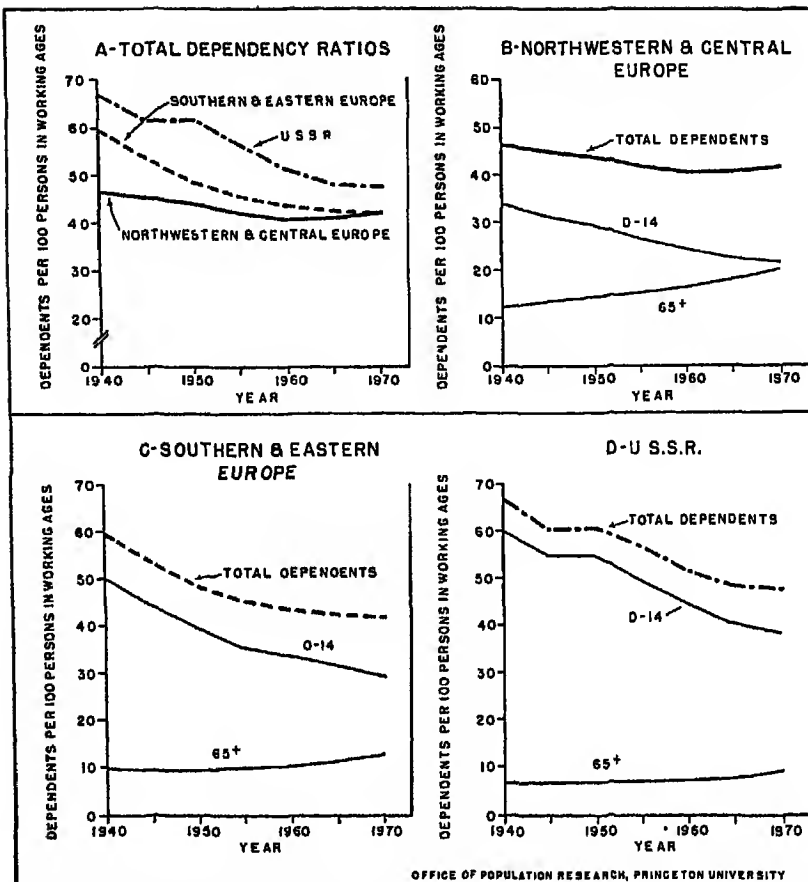 A-TOTAL DEPENDENCY RATIOS
DEPENDENTS PER 100 PERSONS IN WORKING AGES
70
60
50
40
30
20
0
SOUTHERN & EASTERN EUROPE
U S S R
NORTHWESTERN & CENTRAL EUROPE
1940 1950 1960 1970
YEAR
B-NORTHWESTERN & CENTRAL
EUROPE
DEPENDENTS PER 100 PERSONS IN WORKING AGES
60
50
40
30
20
10
0
TOTAL DEPENDENTS
D-14
65+
1940 1950 1960 1970
YEAR
C-SOUTHERN & EASTERN
EUROPE
DEPENDENTS PER 100 PERSONS IN WORKING AGES
70
60
50
40
30
20
10
0
TOTAL DEPENDENTS
0-14
65+
1940 1950 1960 1970
YEAR
D-U S.S.R.
DEPENDENTS PER 100 PERSONS IN WORKING AGES
70
60
50
40
30
20
10
0
TOTAL DEPENDENTS
D-14
65+
1940 1950 1960 1970
YEAR
OFFICE OF POPULATION RESEARCH, PRINCETON UNIVERSITY